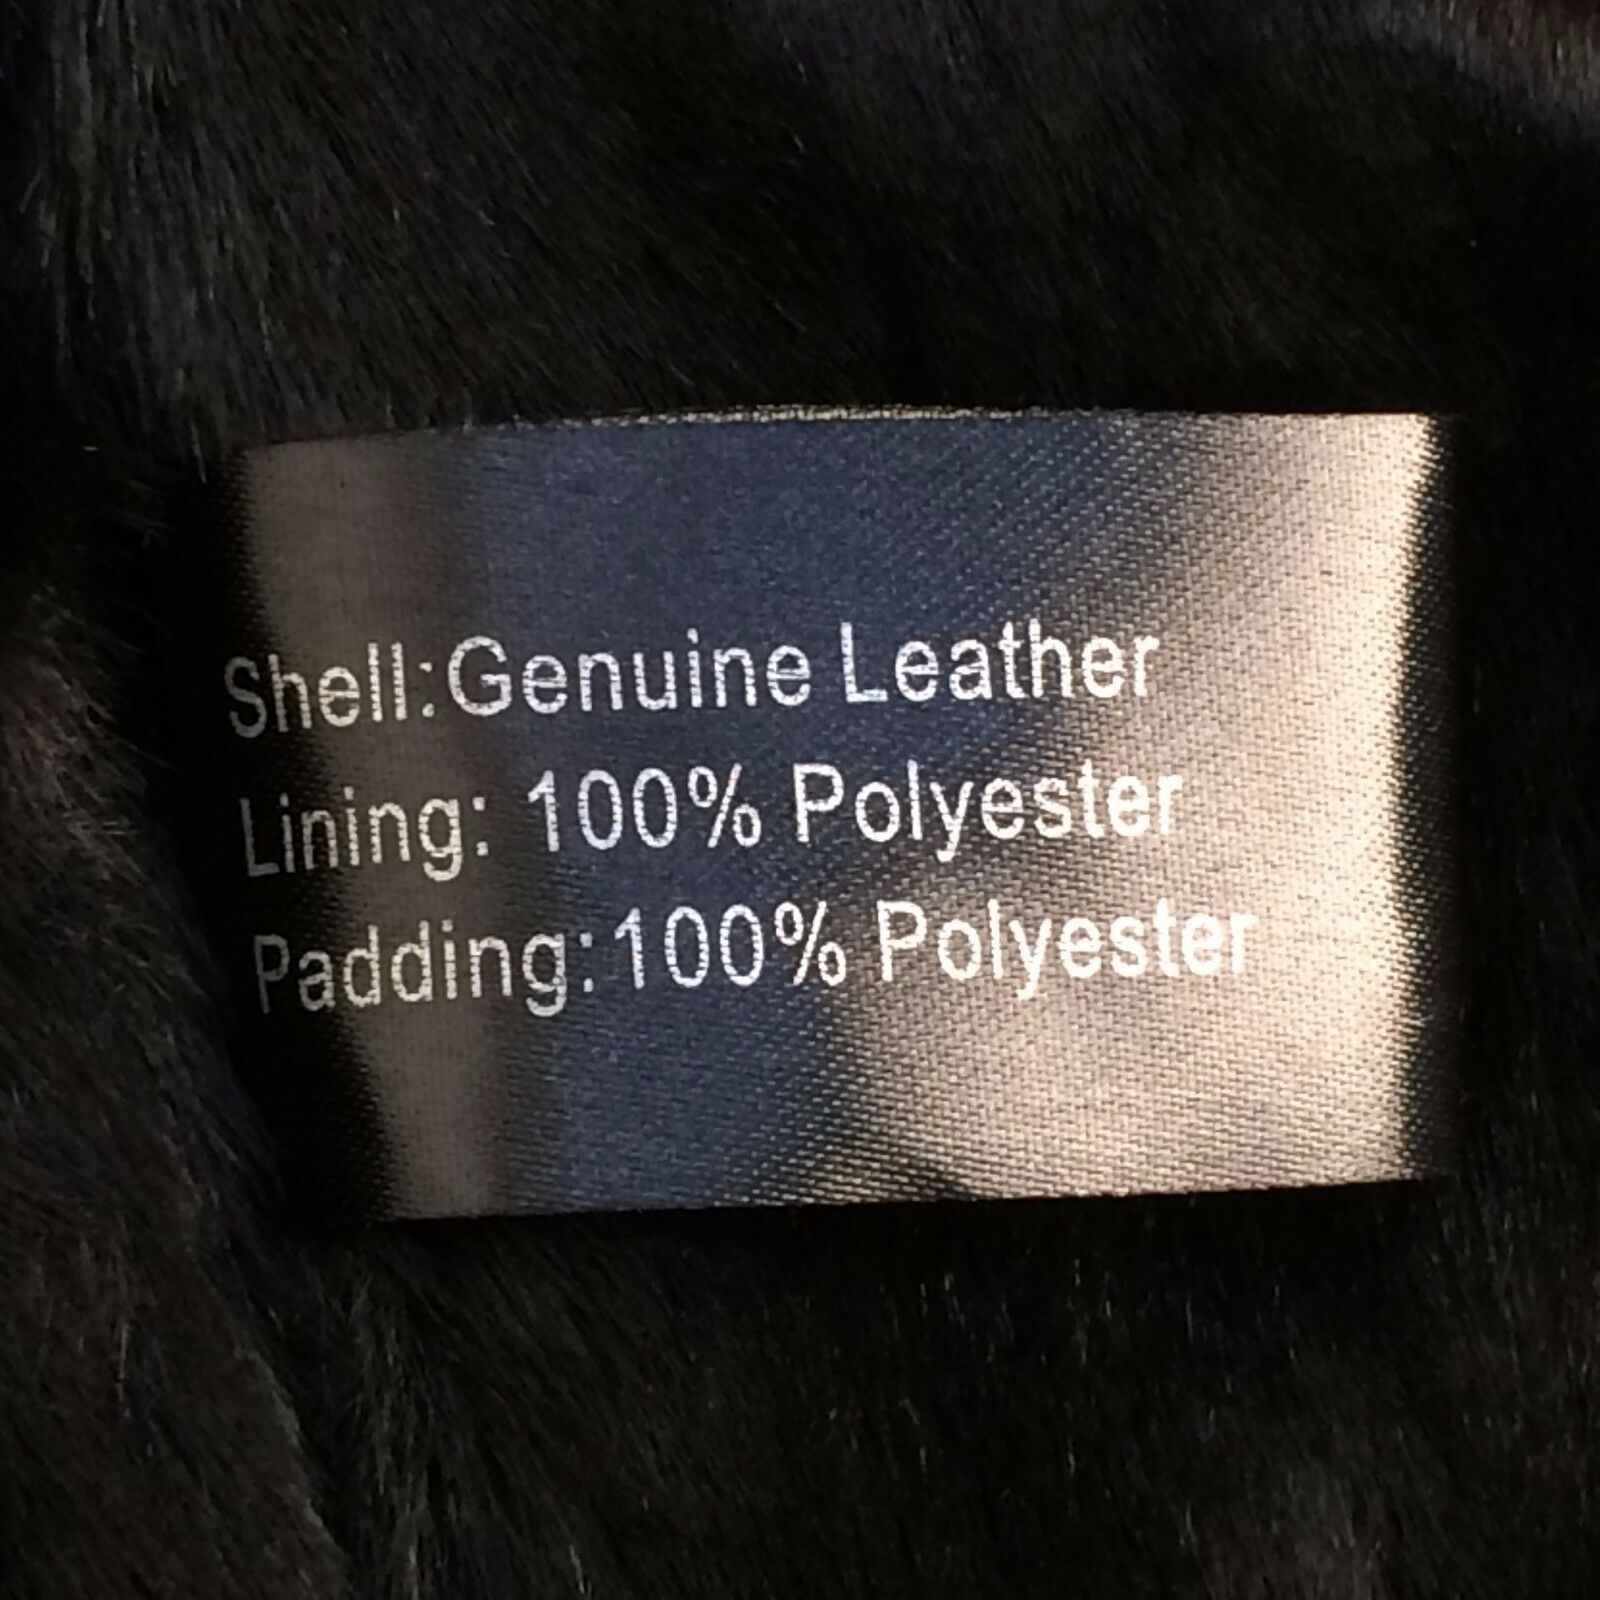 Shell:Genuine Leather
Lining: 100% Polyester
Padding:100% Polyester